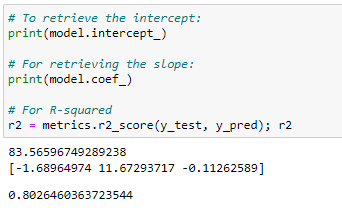 # To retrieve the intercept:
print(model.intercept_)
# For retrieving the slope:
print(model.coef_)
# For R-squared
r2 = metrics.r2_score(y_test, y_pred); r2
83.56596749289238
[-1.68964974 11.67293717 -0.11262589]
0.8026460363723544